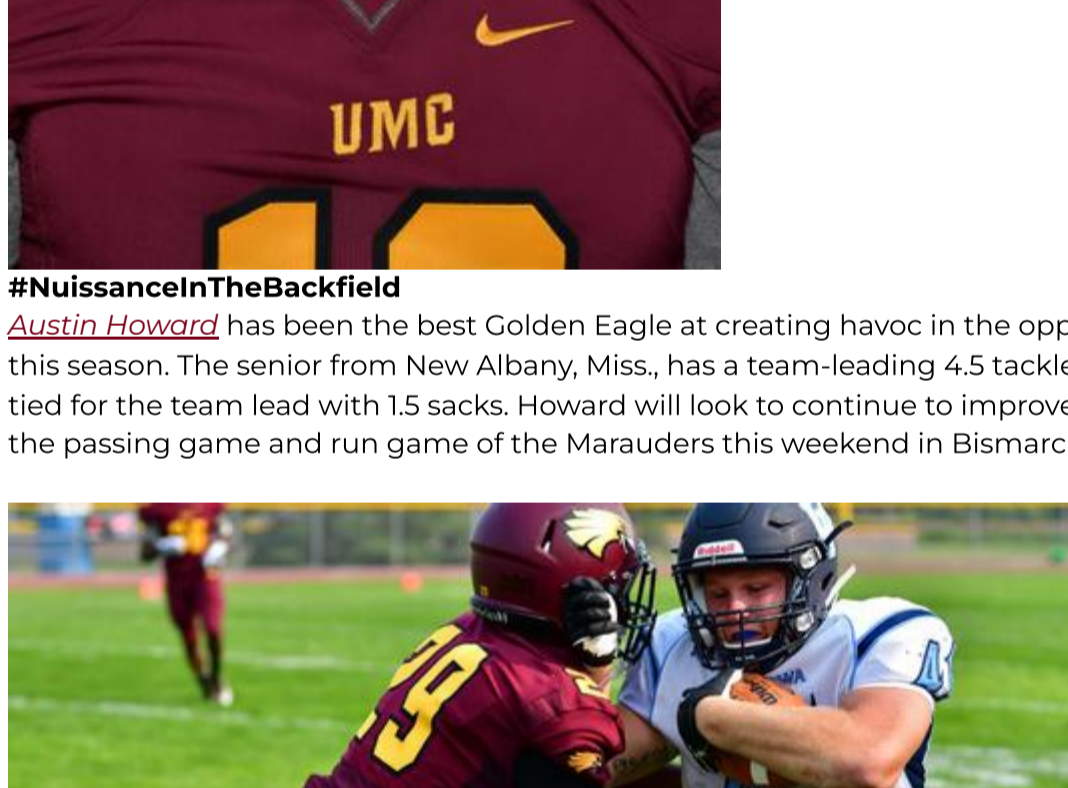 UMC
#NuissanceInTheBackfield
Austin Howard has been the best Golden Eagle at creating havoc in the opp
this season. The senior from New Albany, Miss., has a team-leading 4.5 tackle
tied for the team lead with 1.5 sacks. Howard will look to continue to improve
the passing game and run game of the Marauders this weekend in Bismarc
Riddell
29